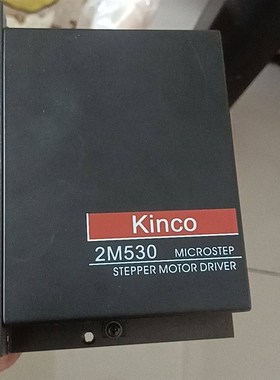 Kinco
2M530 MICROSTEP
STEPPER MOTOR DRIVER